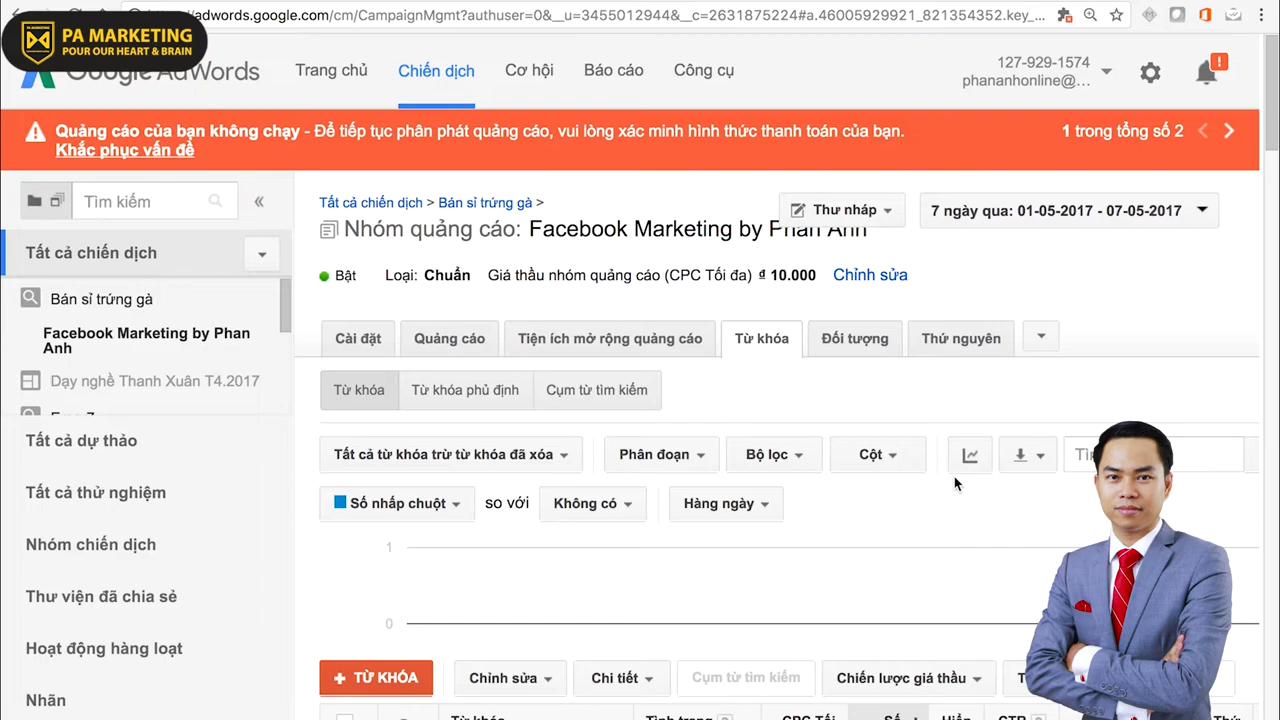 adwords.google.com/cm/CampaignMgmt?authuser=0&__u=3455012944&__c=2631875224#a.46005929921_821354352.key_...
PA MARKETING
POUR OUR HEART & BRAIN
Google AdWords
Trang chủ
Chiến dịch
Cơ hội
Báo cáo
Công cụ
127-929-1574
phananhonline@...
!
Quảng cáo của bạn không chạy - Để tiếp tục phân phát quảng cáo, vui lòng xác minh hình thức thanh toán của bạn.
Khắc phục vấn đề
1 trong tổng số 2
Tìm kiếm
«
Tất cả chiến dịch > Bán sỉ trứng gà >
Nhóm quảng cáo: Facebook Marketing by Phan Anh
Thư nháp
7 ngày qua: 01-05-2017 - 07-05-2017
Tất cả chiến dịch
Bật
Loại: Chuẩn
Giá thầu nhóm quảng cáo (CPC Tối đa) ₫ 10.000
Chỉnh sửa
Bán sỉ trứng gà
Facebook Marketing by Phan
Anh
Dạy nghề Thanh Xuân T4.2017
Tất cả dự thảo
Tất cả thử nghiệm
Nhóm chiến dịch
Thư viện đã chia sẻ
Hoạt động hàng loạt
Nhãn
Cài đặt
Quảng cáo
Tiện ích mở rộng quảng cáo
Từ khóa
Đối tượng
Thứ nguyên
Từ khóa
Từ khóa phủ định
Cụm từ tìm kiếm
Tất cả từ khóa trừ từ khóa đã xóa
Phân đoạn
Bộ lọc
Cột
Số nhấp chuột
so với
Không có
Hàng ngày
1
0
+ TỪ KHÓA
Chỉnh sửa
Chi tiết
Cụm từ tìm kiếm
Chiến lược giá thầu
Từ khóa
Tình trạng
CPC Tối
Số
Hiển
CTR